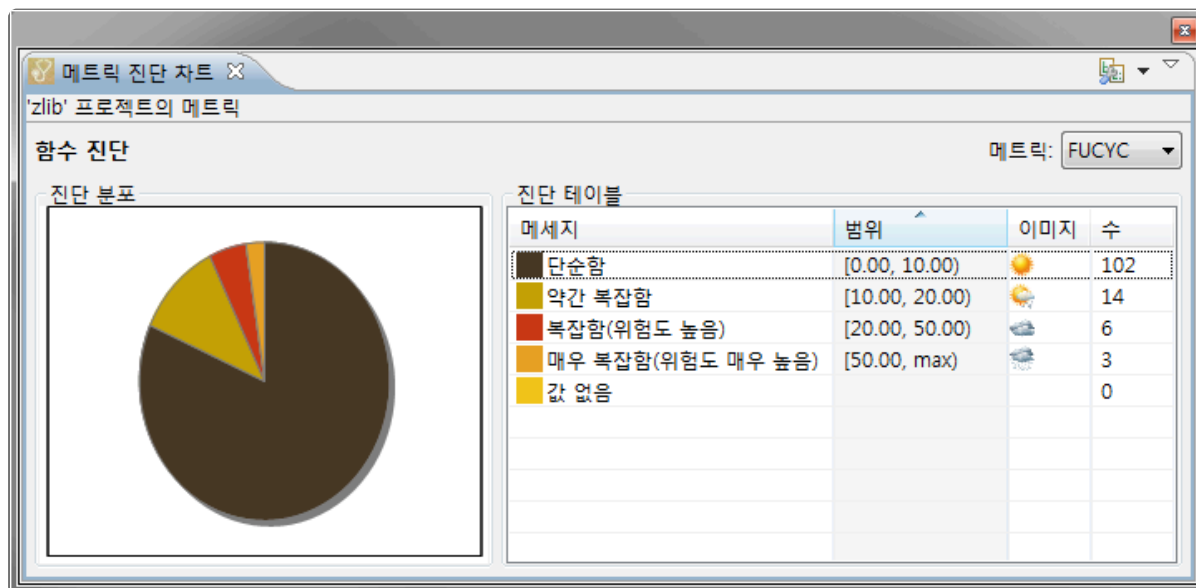 메트릭 진단 차트
'zlib' 프로젝트의 메트릭
함수 진단
메트릭: FUCYC
진단 분포
진단 테이블
메세지 범위 이미지 수
단순함 [0.00, 10.00) 102
약간 복잡함 [10.00, 20.00) 14
복잡함(위험도 높음) [20.00, 50.00) 6
매우 복잡함(위험도 매우 높음) [50.00, max) 3
값 없음 0